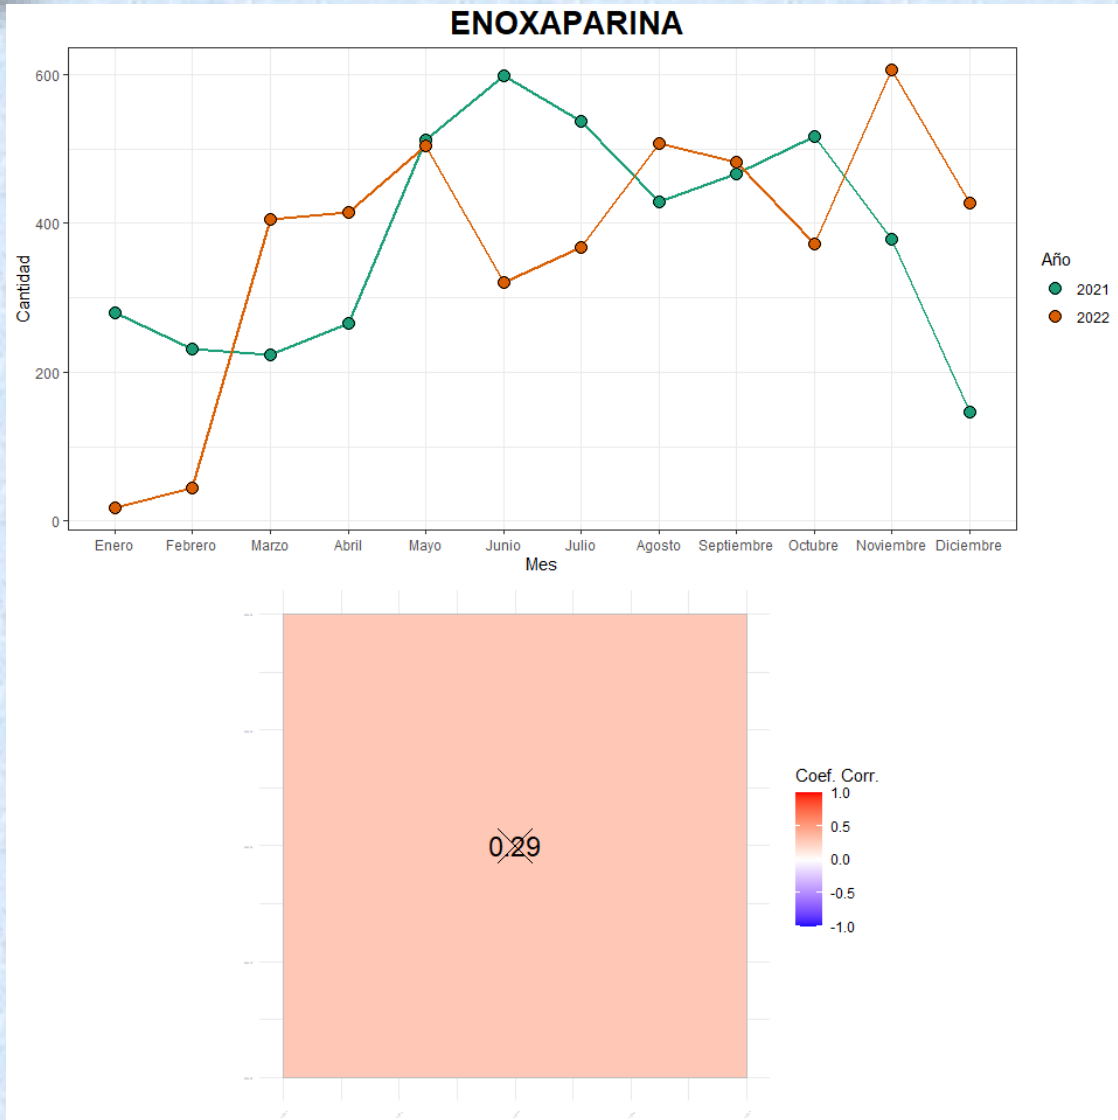 ENOXAPARINA
600
400
200
0
Cantidad
Enero Febrero Marzo Abril Mayo Junio Julio Agosto Septiembre Octubre Noviembre Diciembre
Mes
Año
2021
2022
0.29
Coef. Corr.
1.0
0.5
0.0
-0.5
-1.0